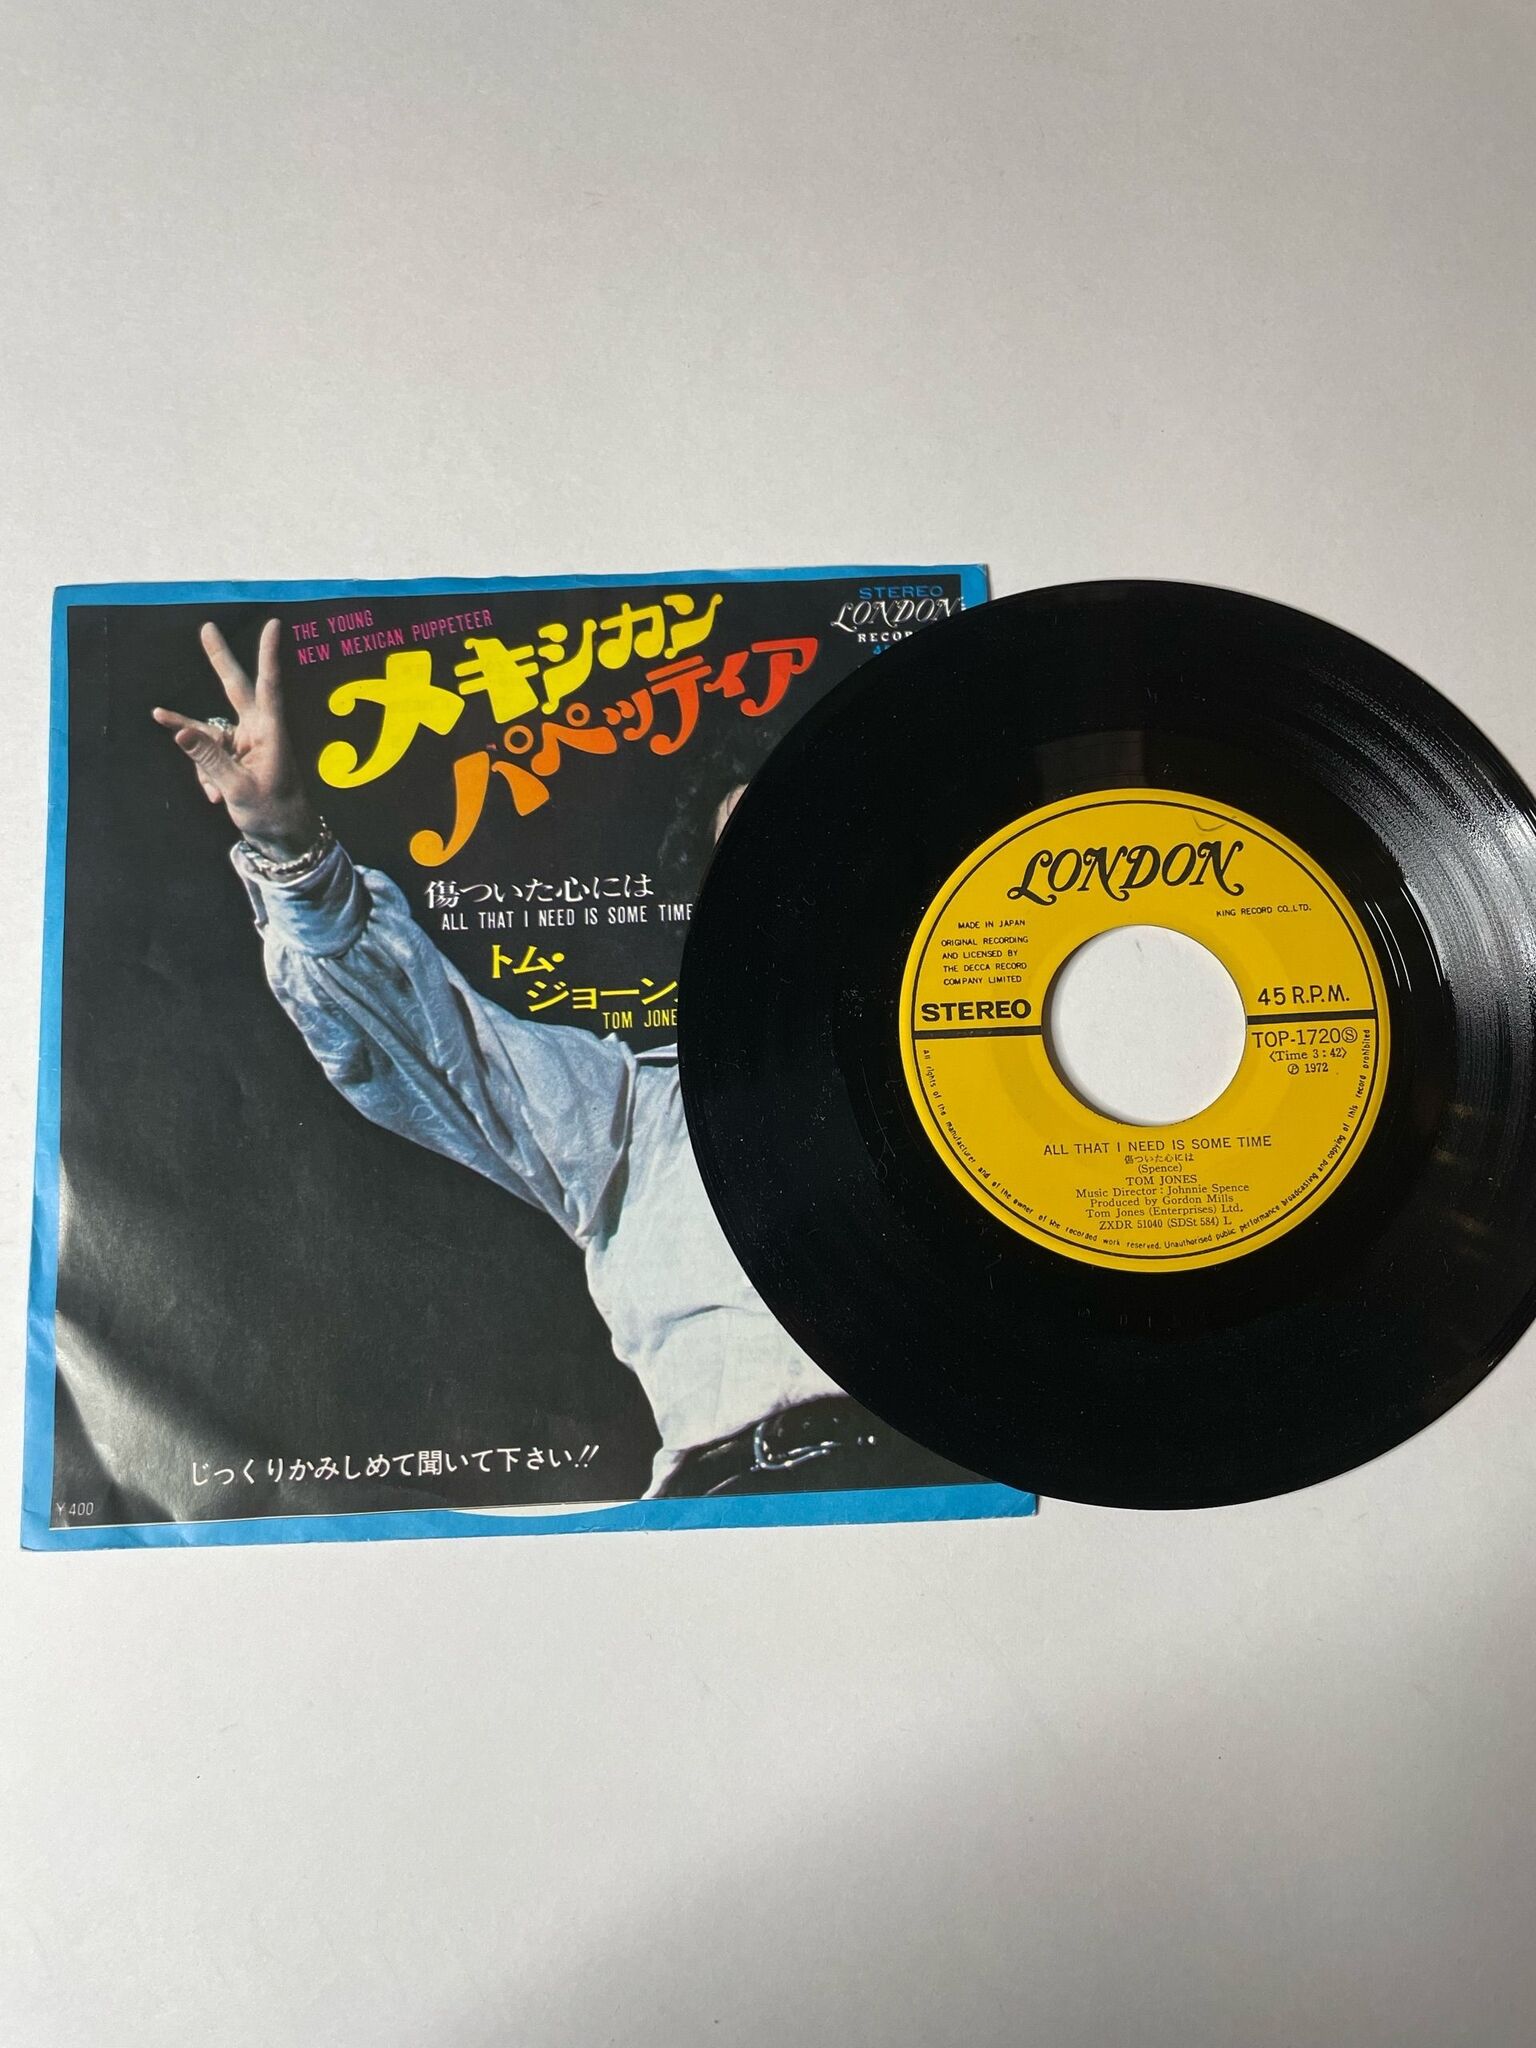 THE YOUNG
NEW MEXICAN PUPPETEER
メキシカン
パペッティア
STEREO
LONDON
傷ついた心には
ALL THAT I NEED IS SOME TIME
トム・
ジョーン
TOM JONE
じっくりかみしめて聞いて下さい!!
¥400
LONDON
MADE IN JAPAN
KING RECORD CO.,LTD.
ORIGINAL RECORDING
AND LICENSED BY
THE DECCA RECORD
COMPANY LIMITED
STEREO
45 R.P.M.
TOP-1720Ⓢ
〈Time 3:42〉
Ⓟ 1972
ALL THAT I NEED IS SOME TIME
傷ついた心には
(Spence)
TOM JONES
Music Director : Johnnie Spence
Produced by Gordon Mills
Tom Jones (Enterprises) Ltd.
ZXDR 51040 (SDSt 584) L
All rights of the manufacturer and of the owner of the recorded work reserved. Unauthorised public performance broadcasting and copying of this record prohibited